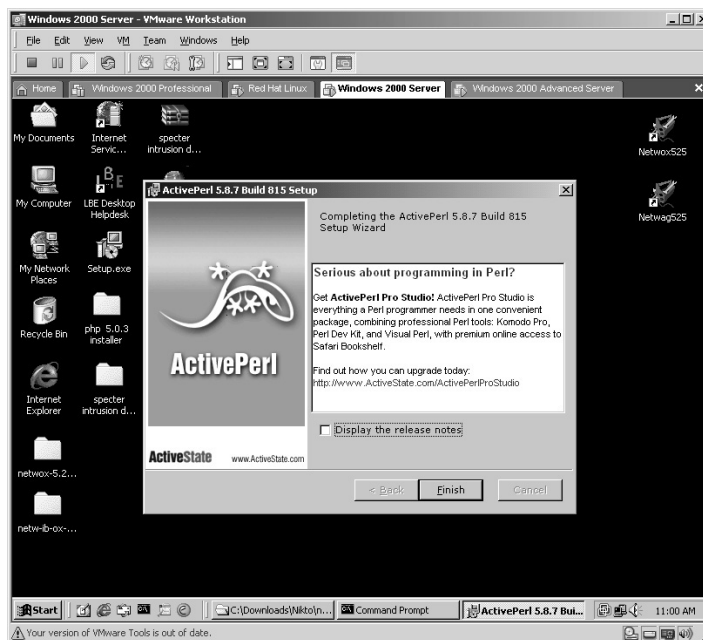 Windows 2000 Server - VMware Workstation
File Edit View VM Team Windows Help
Home Windows 2000 Professional Red Hat Linux Windows 2000 Server Windows 2000 Advanced Server
My Documents
Internet Servic...
specter intrusion d...
Netwox525
My Computer
LBE Desktop Helpdesk
Netwag525
My Network Places
Setup.exe
Recycle Bin
php 5.0.3 installer
Internet Explorer
specter intrusion d...
netwox-5.2...
netw-ib-ox-...
ActivePerl 5.8.7 Build 815 Setup
Completing the ActivePerl 5.8.7 Build 815
Setup Wizard
Serious about programming in Perl?
Get ActivePerl Pro Studio! ActivePerl Pro Studio is
everything a Perl programmer needs in one convenient
package, combining professional Perl tools: Komodo Pro,
Perl Dev Kit, and Visual Perl, with premium online access to
Safari Bookshelf.
Find out how you can upgrade today:
http://www.ActiveState.com/ActivePerlProStudio
ActivePerl
Display the release notes
ActiveState www.ActiveState.com
< Back Finish Cancel
Start C:\Downloads\Nikto\n... Command Prompt ActivePerl 5.8.7 Bui... 11:00 AM
Your version of VMware Tools is out of date.